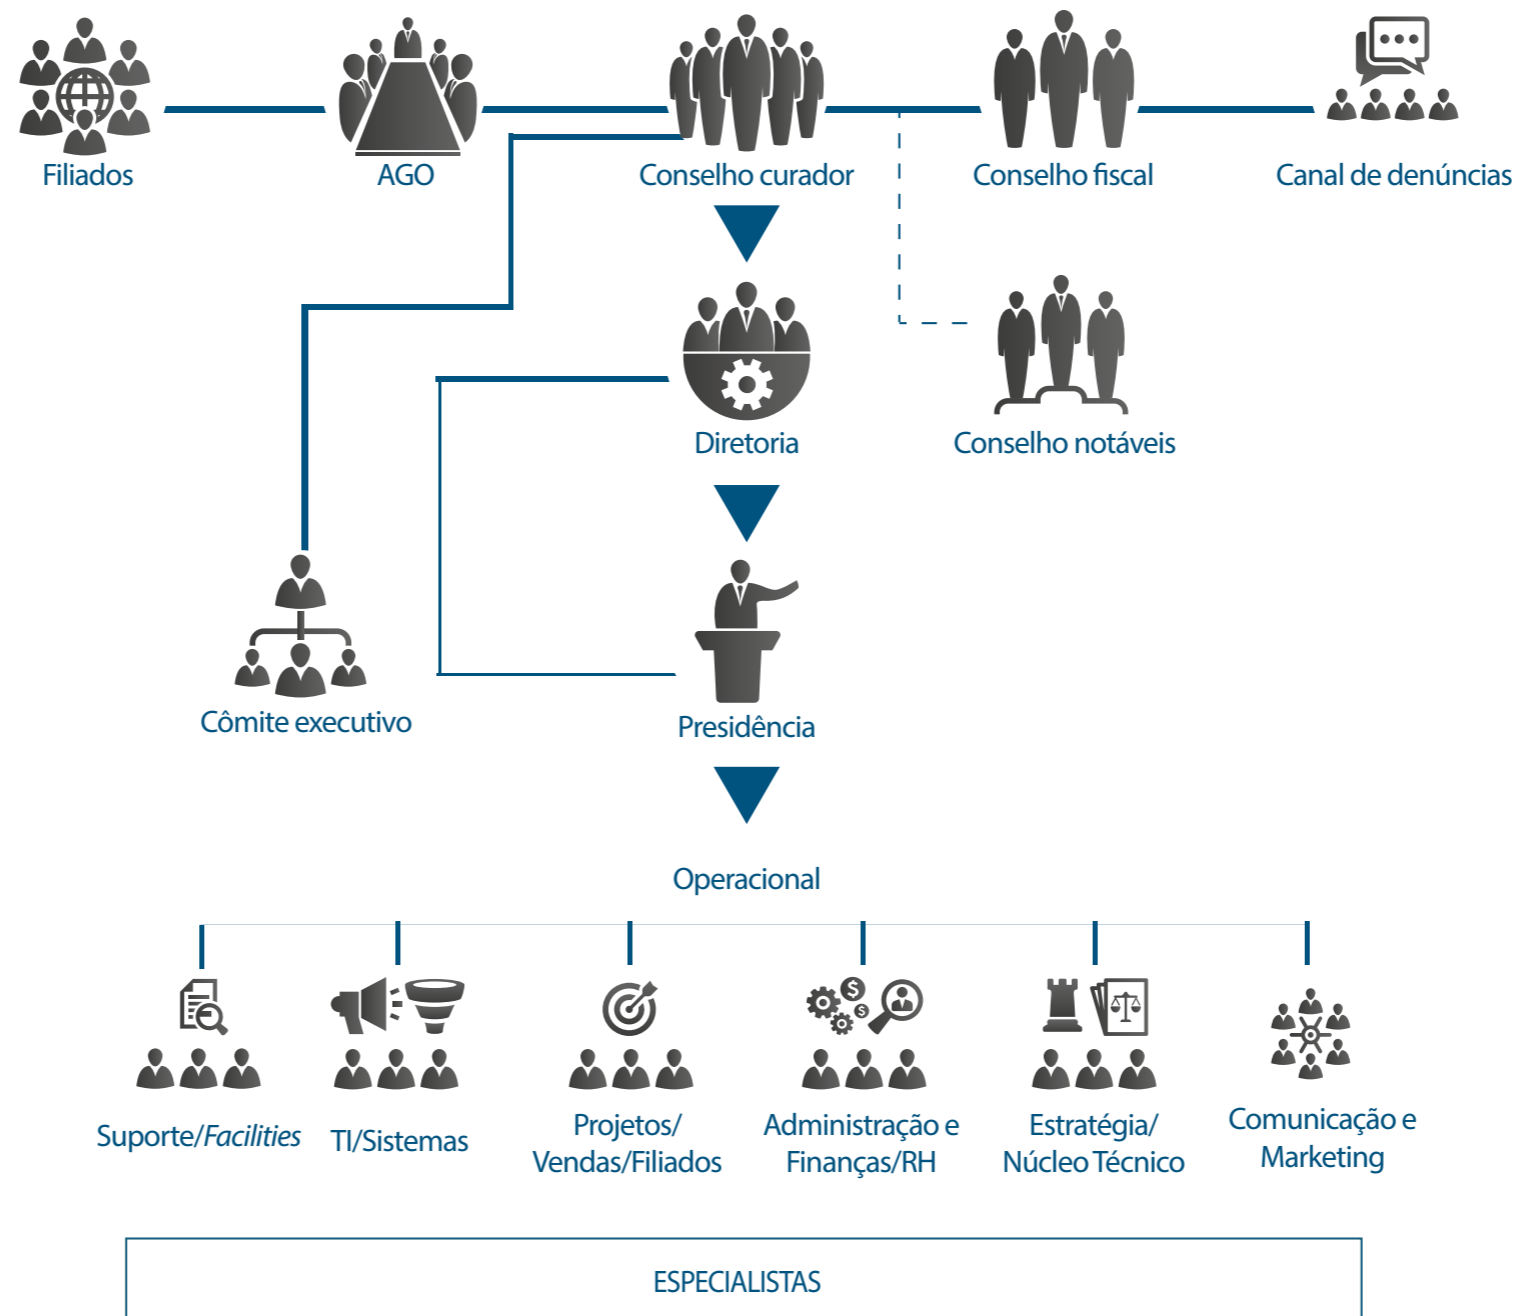 Filiados
AGO
Conselho curador
Conselho fiscal
Canal de denúncias
Diretoria
Conselho notáveis
Cômite executivo
Presidência
Operacional
Suporte/Facilities
TI/Sistemas
Projetos/
Vendas/Filiados
Administração e
Finanças/RH
Estratégia/
Núcleo Técnico
Comunicação e
Marketing
ESPECIALISTAS